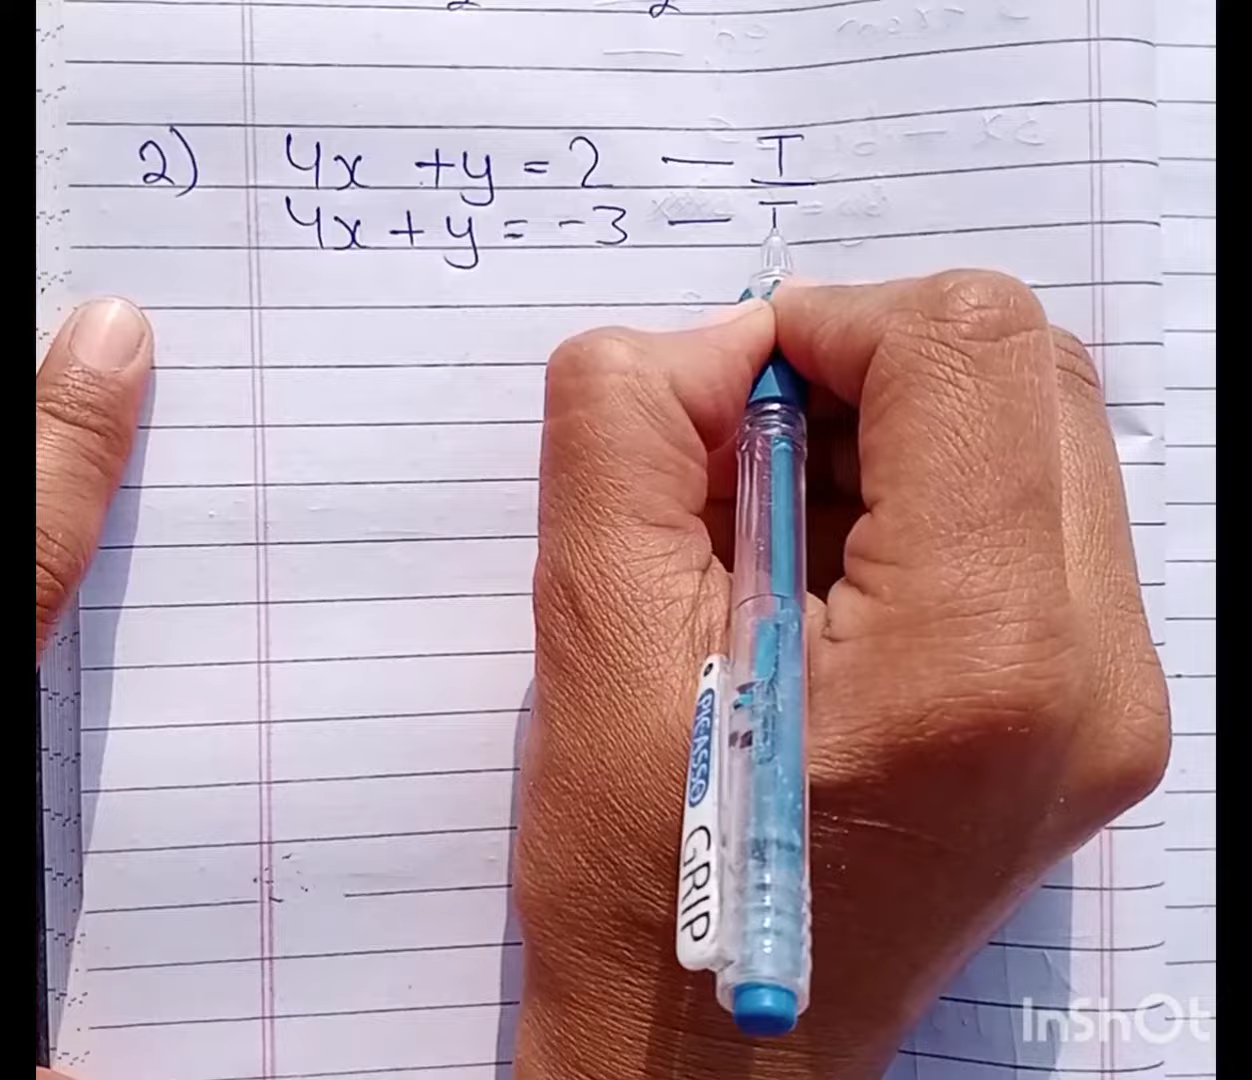 2) 4x + y = 2 — I
4x + y = -3 — I
PICASSO
GRIP
InShOt